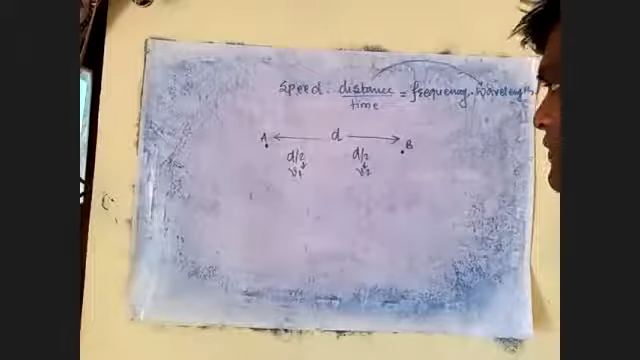 Speed. distance/time = frequency. Wavelength
A d B
d/2 d/2
v1 v2